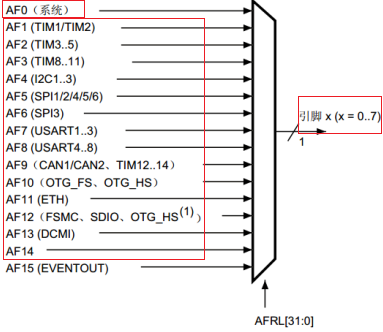 AF0（系统）
AF1 (TIM1/TIM2)
AF2 (TIM3..5)
AF3 (TIM8..11)
AF4 (I2C1..3)
AF5 (SPI1/2/4/5/6)
AF6 (SPI3)
AF7 (USART1..3)
AF8 (USART4..8)
AF9（CAN1/CAN2、TIM12..14）
AF10（OTG_FS、OTG_HS）
AF11 (ETH)
AF12（FSMC、SDIO、OTG_HS(1)）
AF13 (DCMI)
AF14
AF15 (EVENTOUT)
引脚 x (x = 0..7)
1
AFRL[31:0]